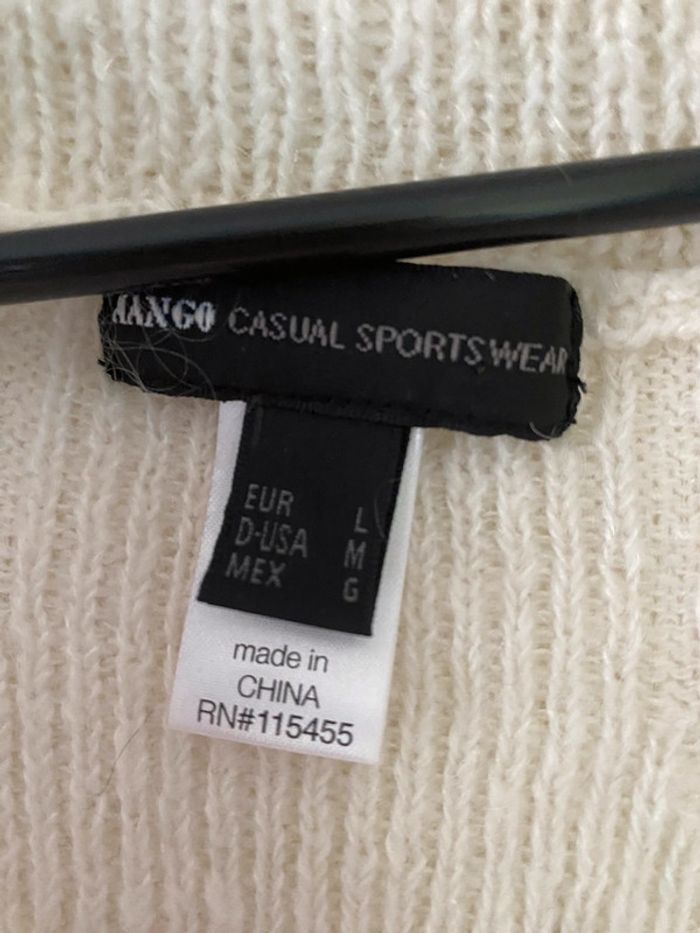 MANGO CASUAL SPORTSWEAR
EUR L
D-USA M
MEX G
made in
CHINA
RN#115455